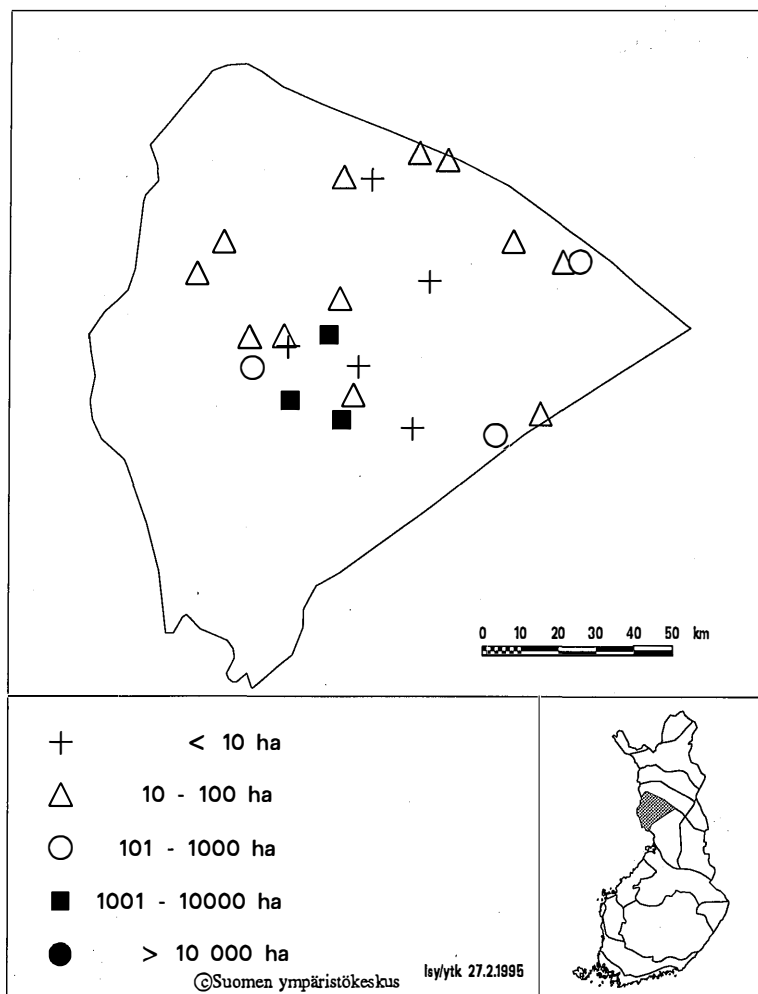 0 10 20 30 40 50 km
< 10 ha
10 - 100 ha
101 - 1000 ha
1001 - 10000 ha
> 10 000 ha
©Suomen ympäristökeskus
lsy/ytk 27.2.1995